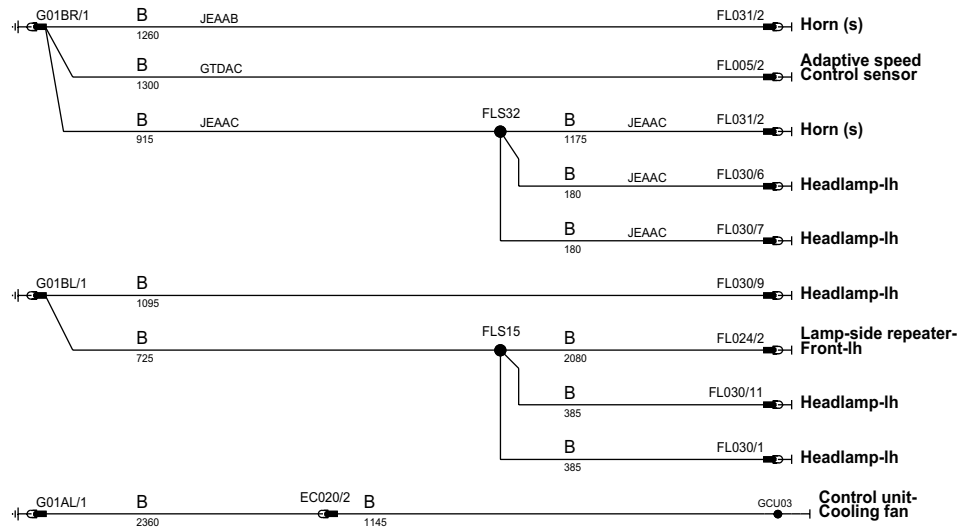 G01BR/1 B JEAAB FL031/2 Horn (s)
1260
B GTDAC FL005/2 Adaptive speed
Control sensor
1300
B JEAAC FLS32 B JEAAC FL031/2 Horn (s)
915 1175
B JEAAC FL030/6 Headlamp-lh
180
B JEAAC FL030/7 Headlamp-lh
180
G01BL/1 B FL030/9 Headlamp-lh
1095
B FLS15 B FL024/2 Lamp-side repeater-
Front-lh
725 2080
B FL030/11 Headlamp-lh
385
B FL030/1 Headlamp-lh
385
G01AL/1 B EC020/2 B GCU03 Control unit-
Cooling fan
2360 1145